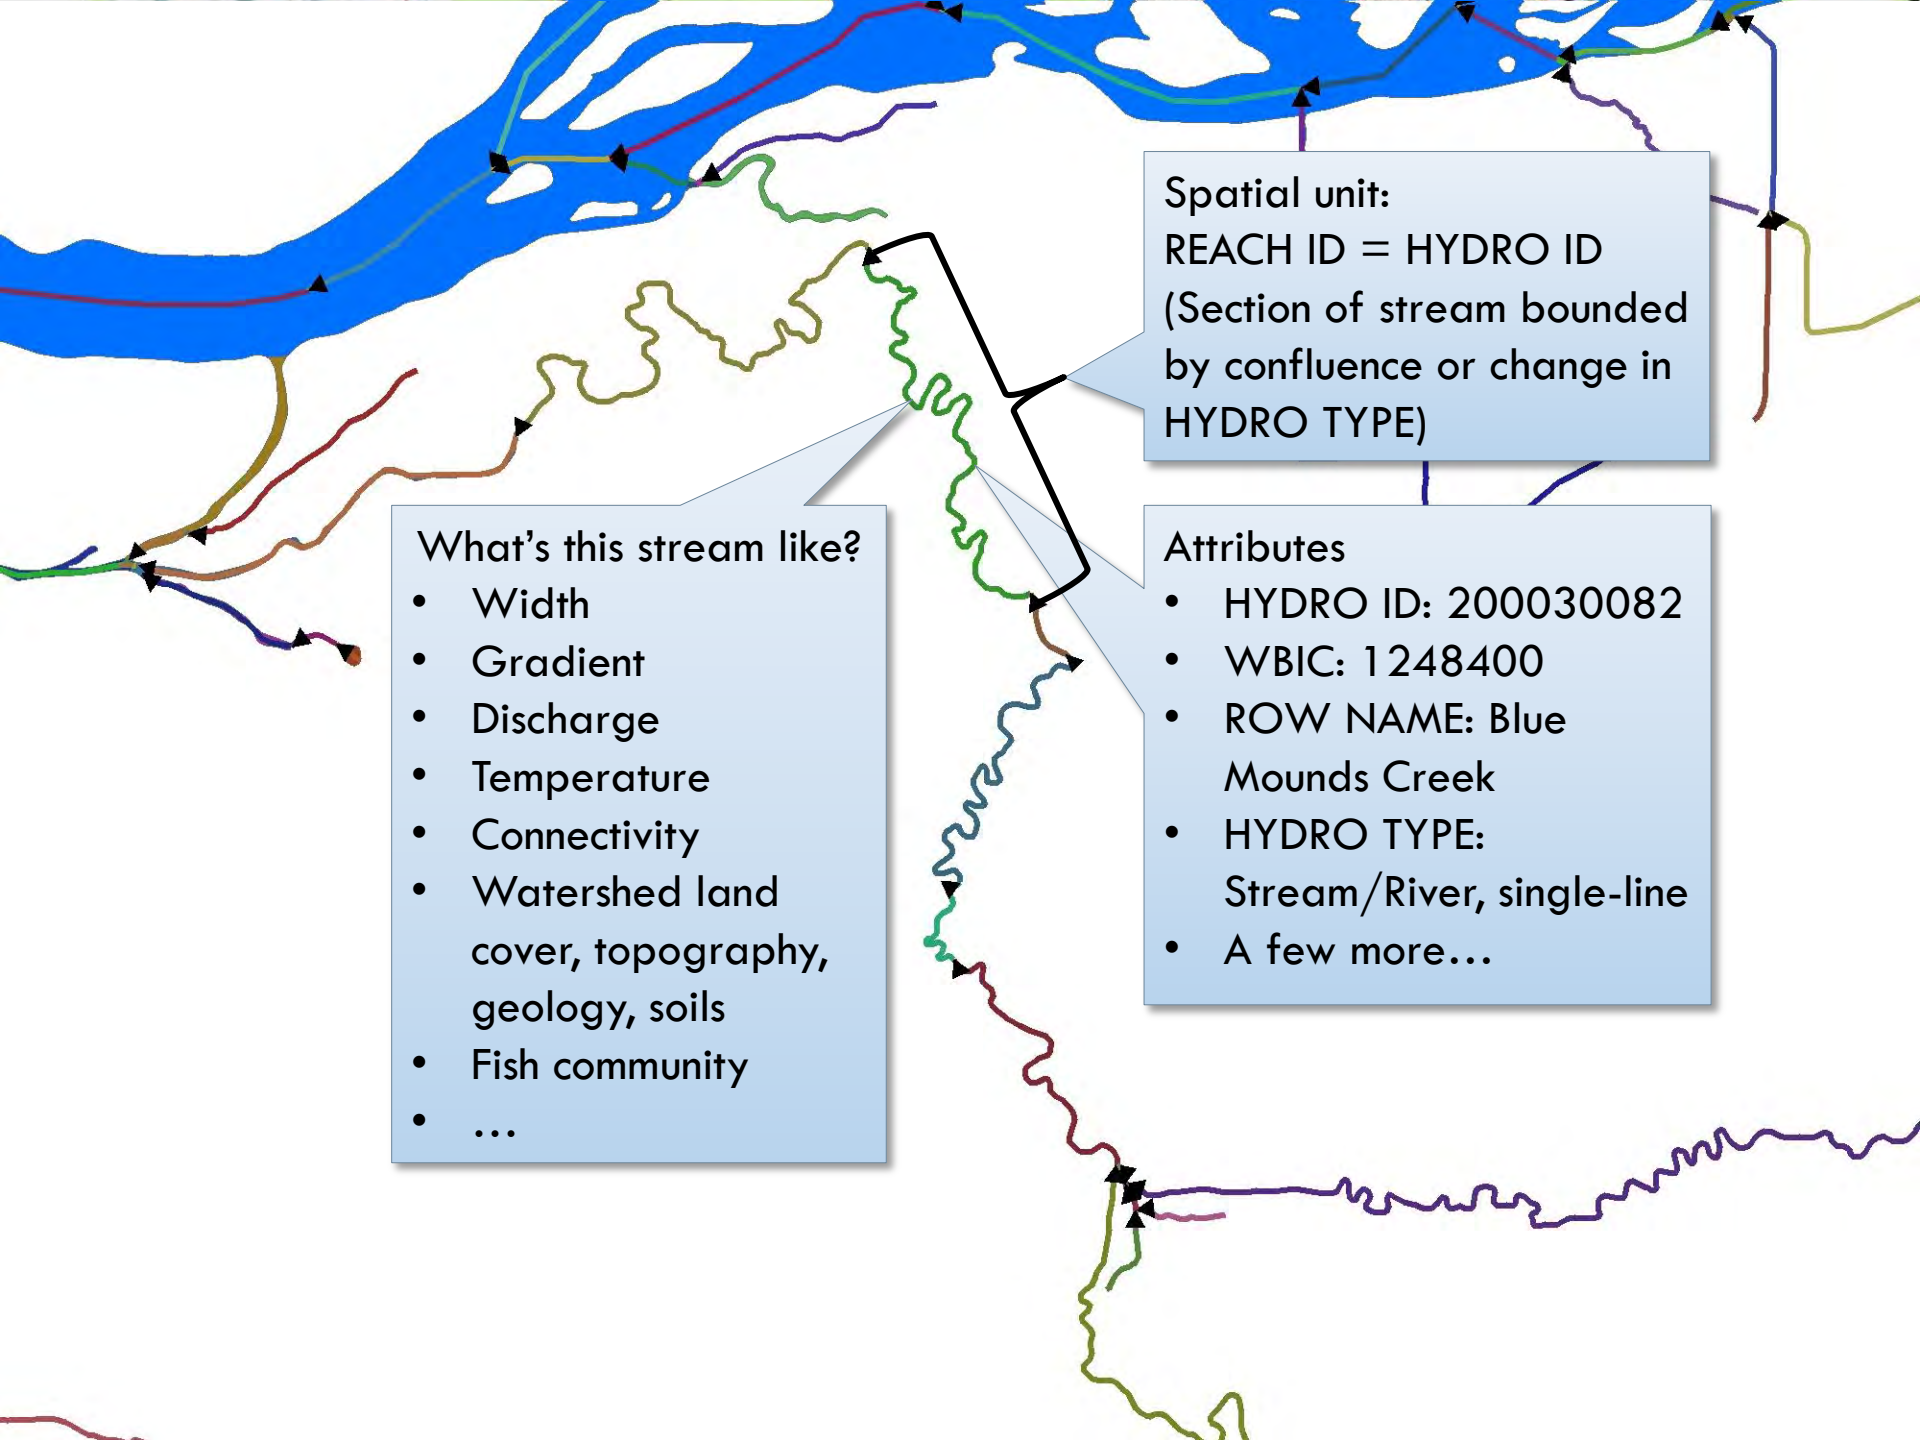 Spatial unit:
REACH ID = HYDRO ID
(Section of stream bounded
by confluence or change in
HYDRO TYPE)
What's this stream like?
• Width
• Gradient
• Discharge
• Temperature
• Connectivity
• Watershed land
cover, topography,
geology, soils
• Fish community
• …
Attributes
• HYDRO ID: 200030082
• WBIC: 1248400
• ROW NAME: Blue
Mounds Creek
• HYDRO TYPE:
Stream/River, single-line
• A few more…